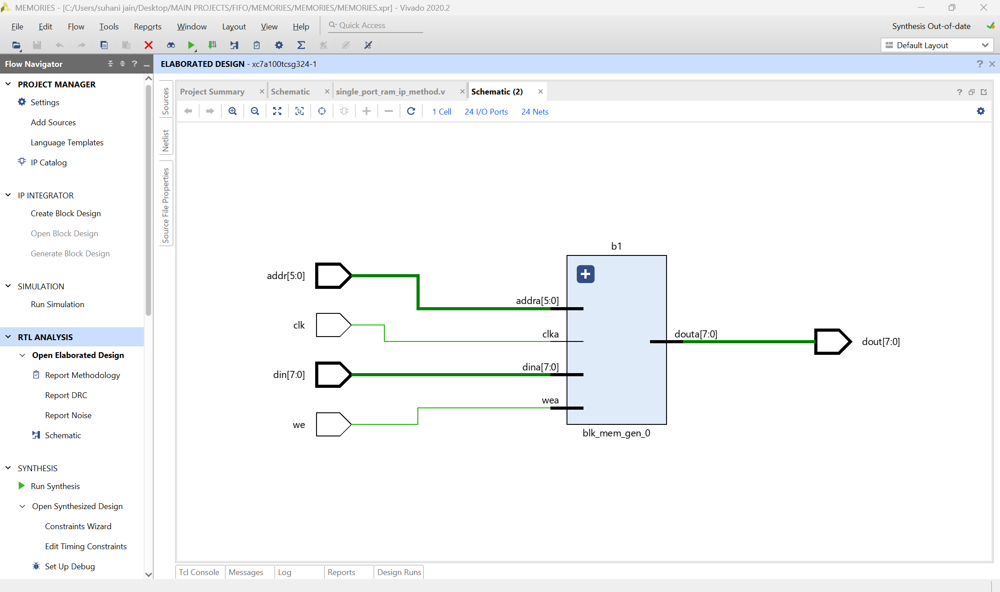 MEMORIES - [C:/Users/suhani jain/Desktop/MAIN PROJECTS/FIFO/MEMORIES/MEMORIES/MEMORIES.xpr] - Vivado 2020.2
File Edit Flow Tools Reports Window Layout View Help Quick Access Synthesis Out-of-date
Default Layout
Flow Navigator
ELABORATED DESIGN - xc7a100tcsg324-1
PROJECT MANAGER
Settings
Add Sources
Language Templates
IP Catalog
IP INTEGRATOR
Create Block Design
Open Block Design
Generate Block Design
SIMULATION
Run Simulation
RTL ANALYSIS
Open Elaborated Design
Report Methodology
Report DRC
Report Noise
Schematic
SYNTHESIS
Run Synthesis
Open Synthesized Design
Constraints Wizard
Edit Timing Constraints
Set Up Debug
Sources
Netlist
Source File Properties
Project Summary Schematic single_port_ram_ip_method.v Schematic (2)
1 Cell 24 I/O Ports 24 Nets
b1
addr[5:0]
addra[5:0]
clk
clka
douta[7:0]
dout[7:0]
dina[7:0]
din[7:0]
wea
we
blk_mem_gen_0
Tcl Console Messages Log Reports Design Runs